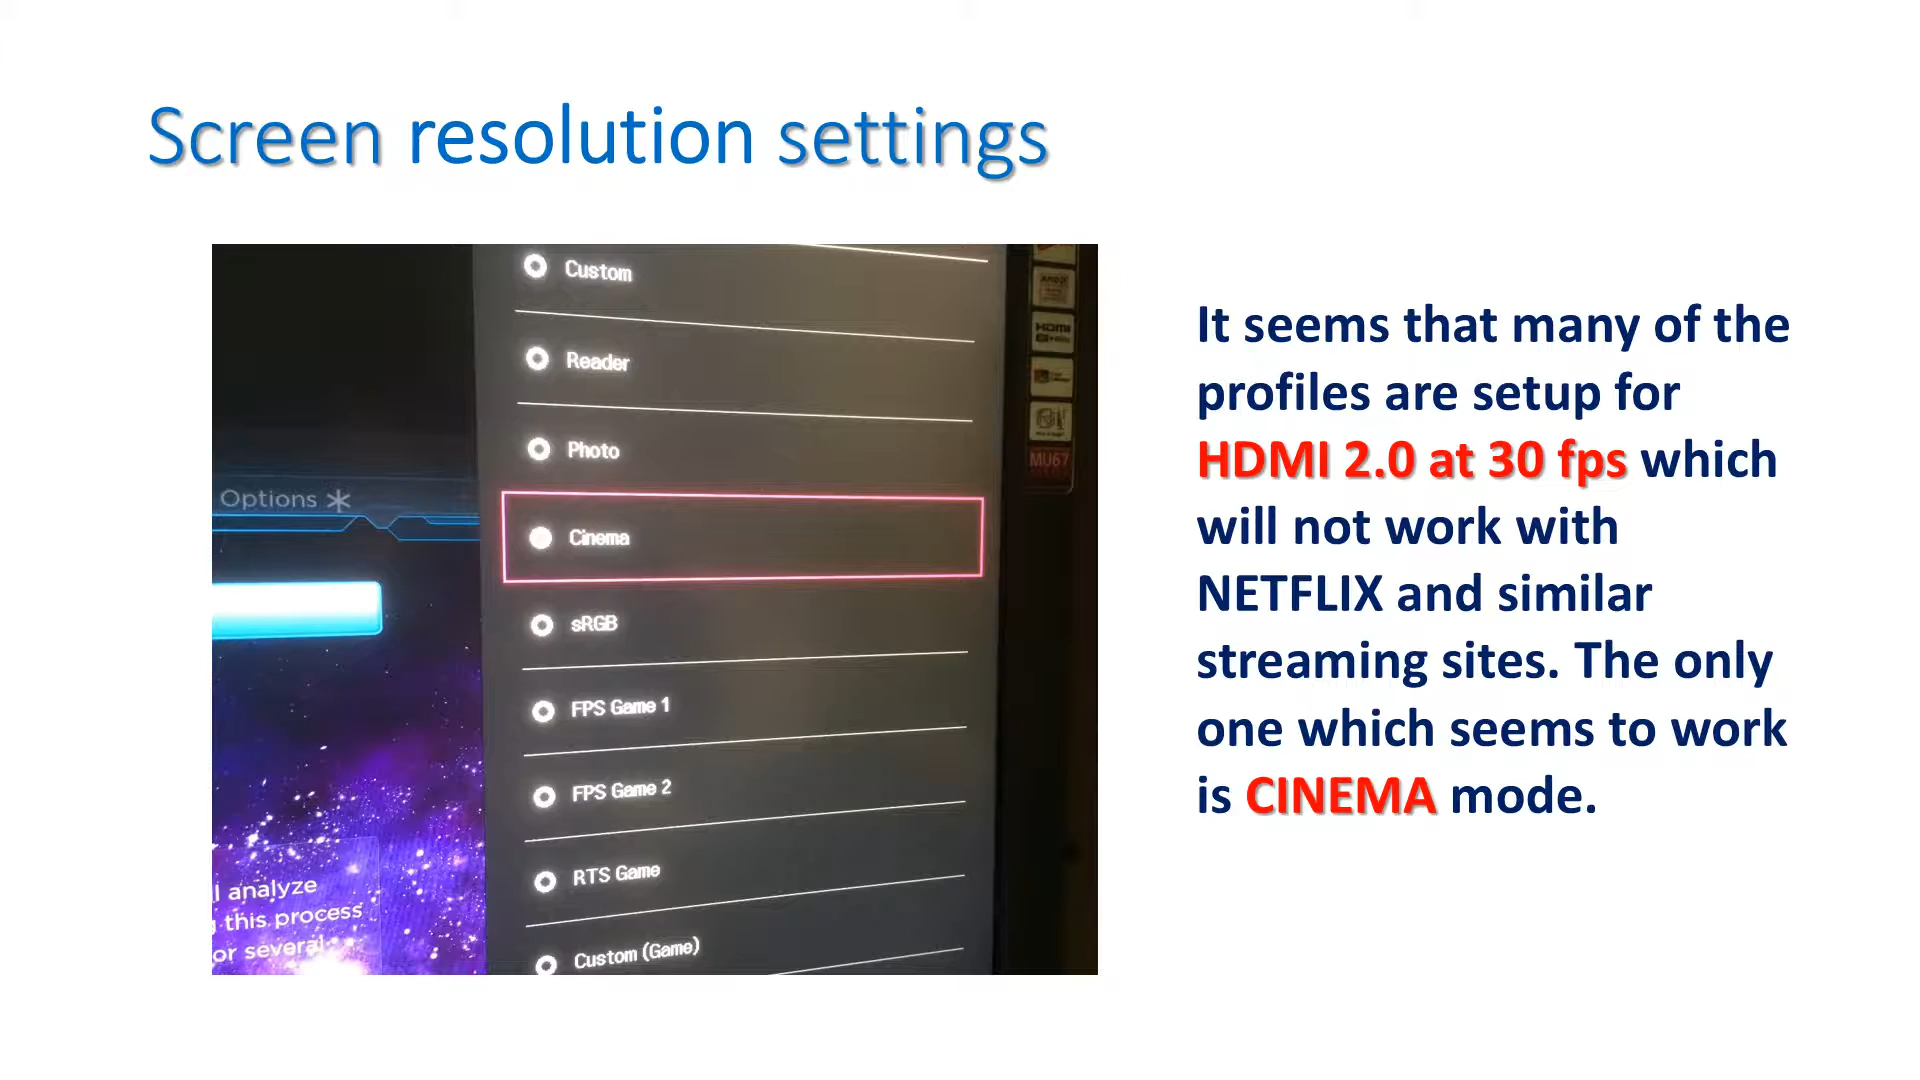 Screen resolution settings
Custom
Reader
Photo
Cinema
sRGB
FPS Game 1
FPS Game 2
RTS Game
Custom (Game)
Options
analyze
this process
or several
HDMI
MU67
It seems that many of the
profiles are setup for
HDMI 2.0 at 30 fps which
will not work with
NETFLIX and similar
streaming sites. The only
one which seems to work
is CINEMA mode.